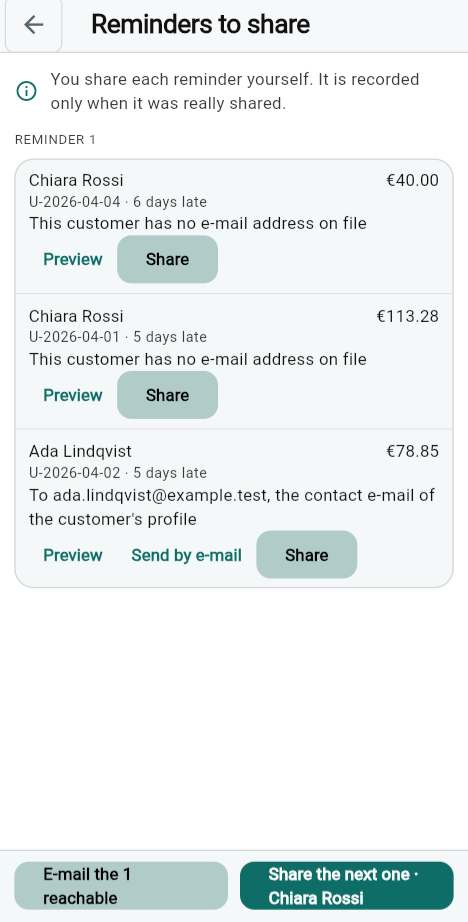 Reminders to share
You share each reminder yourself. It is recorded
only when it was really shared.
REMINDER 1
Chiara Rossi €40.00
U-2026-04-04 · 6 days late
This customer has no e-mail address on file
Preview Share
Chiara Rossi €113.28
U-2026-04-01 · 5 days late
This customer has no e-mail address on file
Preview Share
Ada Lindqvist €78.85
U-2026-04-02 · 5 days late
To ada.lindqvist@example.test, the contact e-mail of
the customer's profile
Preview Send by e-mail Share
E-mail the 1
reachable
Share the next one ·
Chiara Rossi